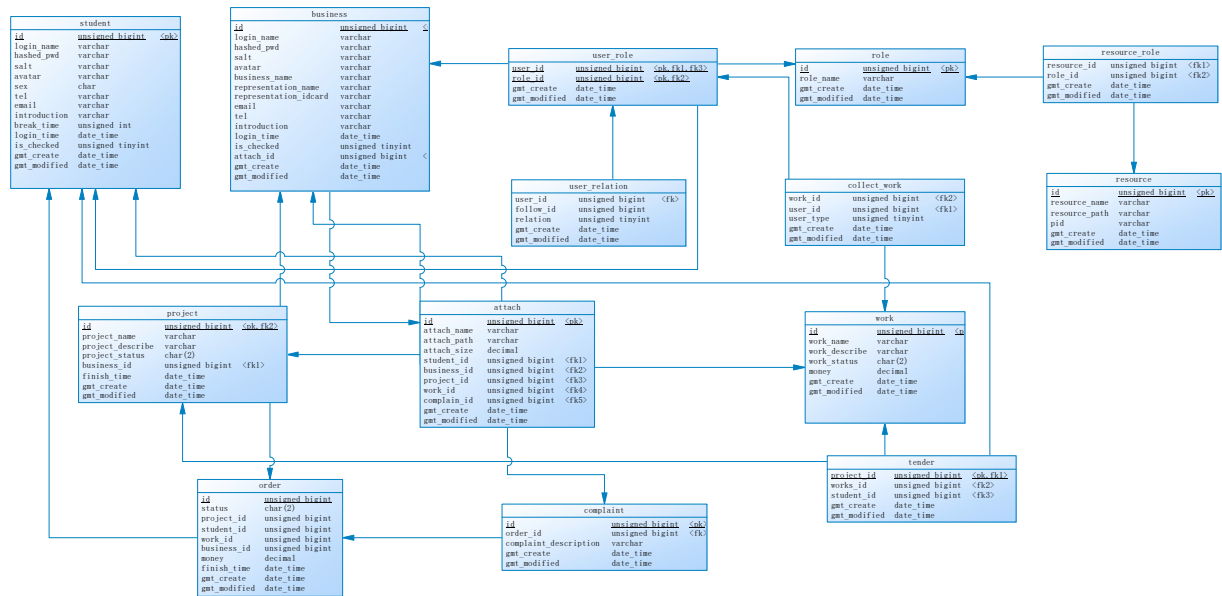 student
id unsigned bigint <pk>
login_name varchar
hashed_pwd varchar
salt varchar
avatar varchar
sex char
tel varchar
email varchar
introduction varchar
break_time unsigned int
login_time date_time
is_checked unsigned tinyint
gmt_create date_time
gmt_modified date_time
business
id unsigned bigint <
login_name varchar
hashed_pwd varchar
salt varchar
avatar varchar
business_name varchar
representation_name varchar
representation_idcard varchar
email varchar
tel varchar
introduction varchar
login_time date_time
is_checked unsigned tinyint
attach_id unsigned bigint <
gmt_create date_time
gmt_modified date_time
user_role
user_id unsigned bigint <pk,fk1,fk3>
role_id unsigned bigint <pk,fk2>
gmt_create date_time
gmt_modified date_time
role
id unsigned bigint <pk>
role_name varchar
gmt_create date_time
gmt_modified date_time
resource_role
resource_id unsigned bigint <fk1>
role_id unsigned bigint <fk2>
gmt_create date_time
gmt_modified date_time
user_relation
user_id unsigned bigint <fk>
follow_id unsigned bigint
relation unsigned tinyint
gmt_create date_time
gmt_modified date_time
collect_work
work_id unsigned bigint <fk2>
user_id unsigned bigint <fk1>
user_type unsigned tinyint
gmt_create date_time
gmt_modified date_time
resource
id unsigned bigint <pk>
resource_name varchar
resource_path varchar
pid varchar
gmt_create date_time
gmt_modified date_time
project
id unsigned bigint <pk,fk2>
project_name varchar
project_describe varchar
project_status char(2)
business_id unsigned bigint <fk1>
finish_time date_time
gmt_create date_time
gmt_modified date_time
attach
id unsigned bigint <pk>
attach_name varchar
attach_path varchar
attach_size decimal
student_id unsigned bigint <fk1>
business_id unsigned bigint <fk2>
project_id unsigned bigint <fk3>
work_id unsigned bigint <fk4>
complain_id unsigned bigint <fk5>
gmt_create date_time
gmt_modified date_time
work
id unsigned bigint <p
work_name varchar
work_describe varchar
work_status char(2)
money decimal
gmt_create date_time
gmt_modified date_time
tender
project_id unsigned bigint <pk,fk1>
works_id unsigned bigint <fk2>
student_id unsigned bigint <fk3>
gmt_create date_time
gmt_modified date_time
order
id unsigned bigint
status char(2)
project_id unsigned bigint
student_id unsigned bigint
work_id unsigned bigint
business_id unsigned bigint
money decimal
finish_time date_time
gmt_create date_time
gmt_modified date_time
complaint
id unsigned bigint <pk>
order_id unsigned bigint <fk>
complaint_description varchar
gmt_create date_time
gmt_modified date_time